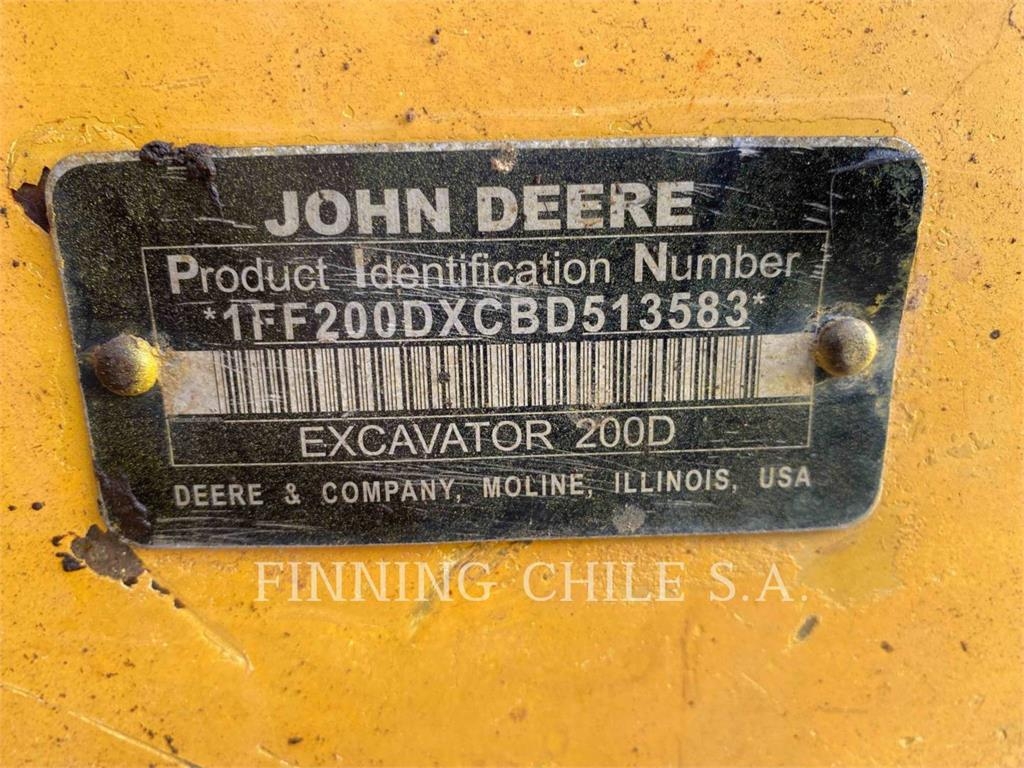 JOHN DEERE
Product Identification Number
*1FF200DXCBD513583*
EXCAVATOR 200D
DEERE & COMPANY, MOLINE, ILLINOIS, USA
FINNING CHILE S.A.